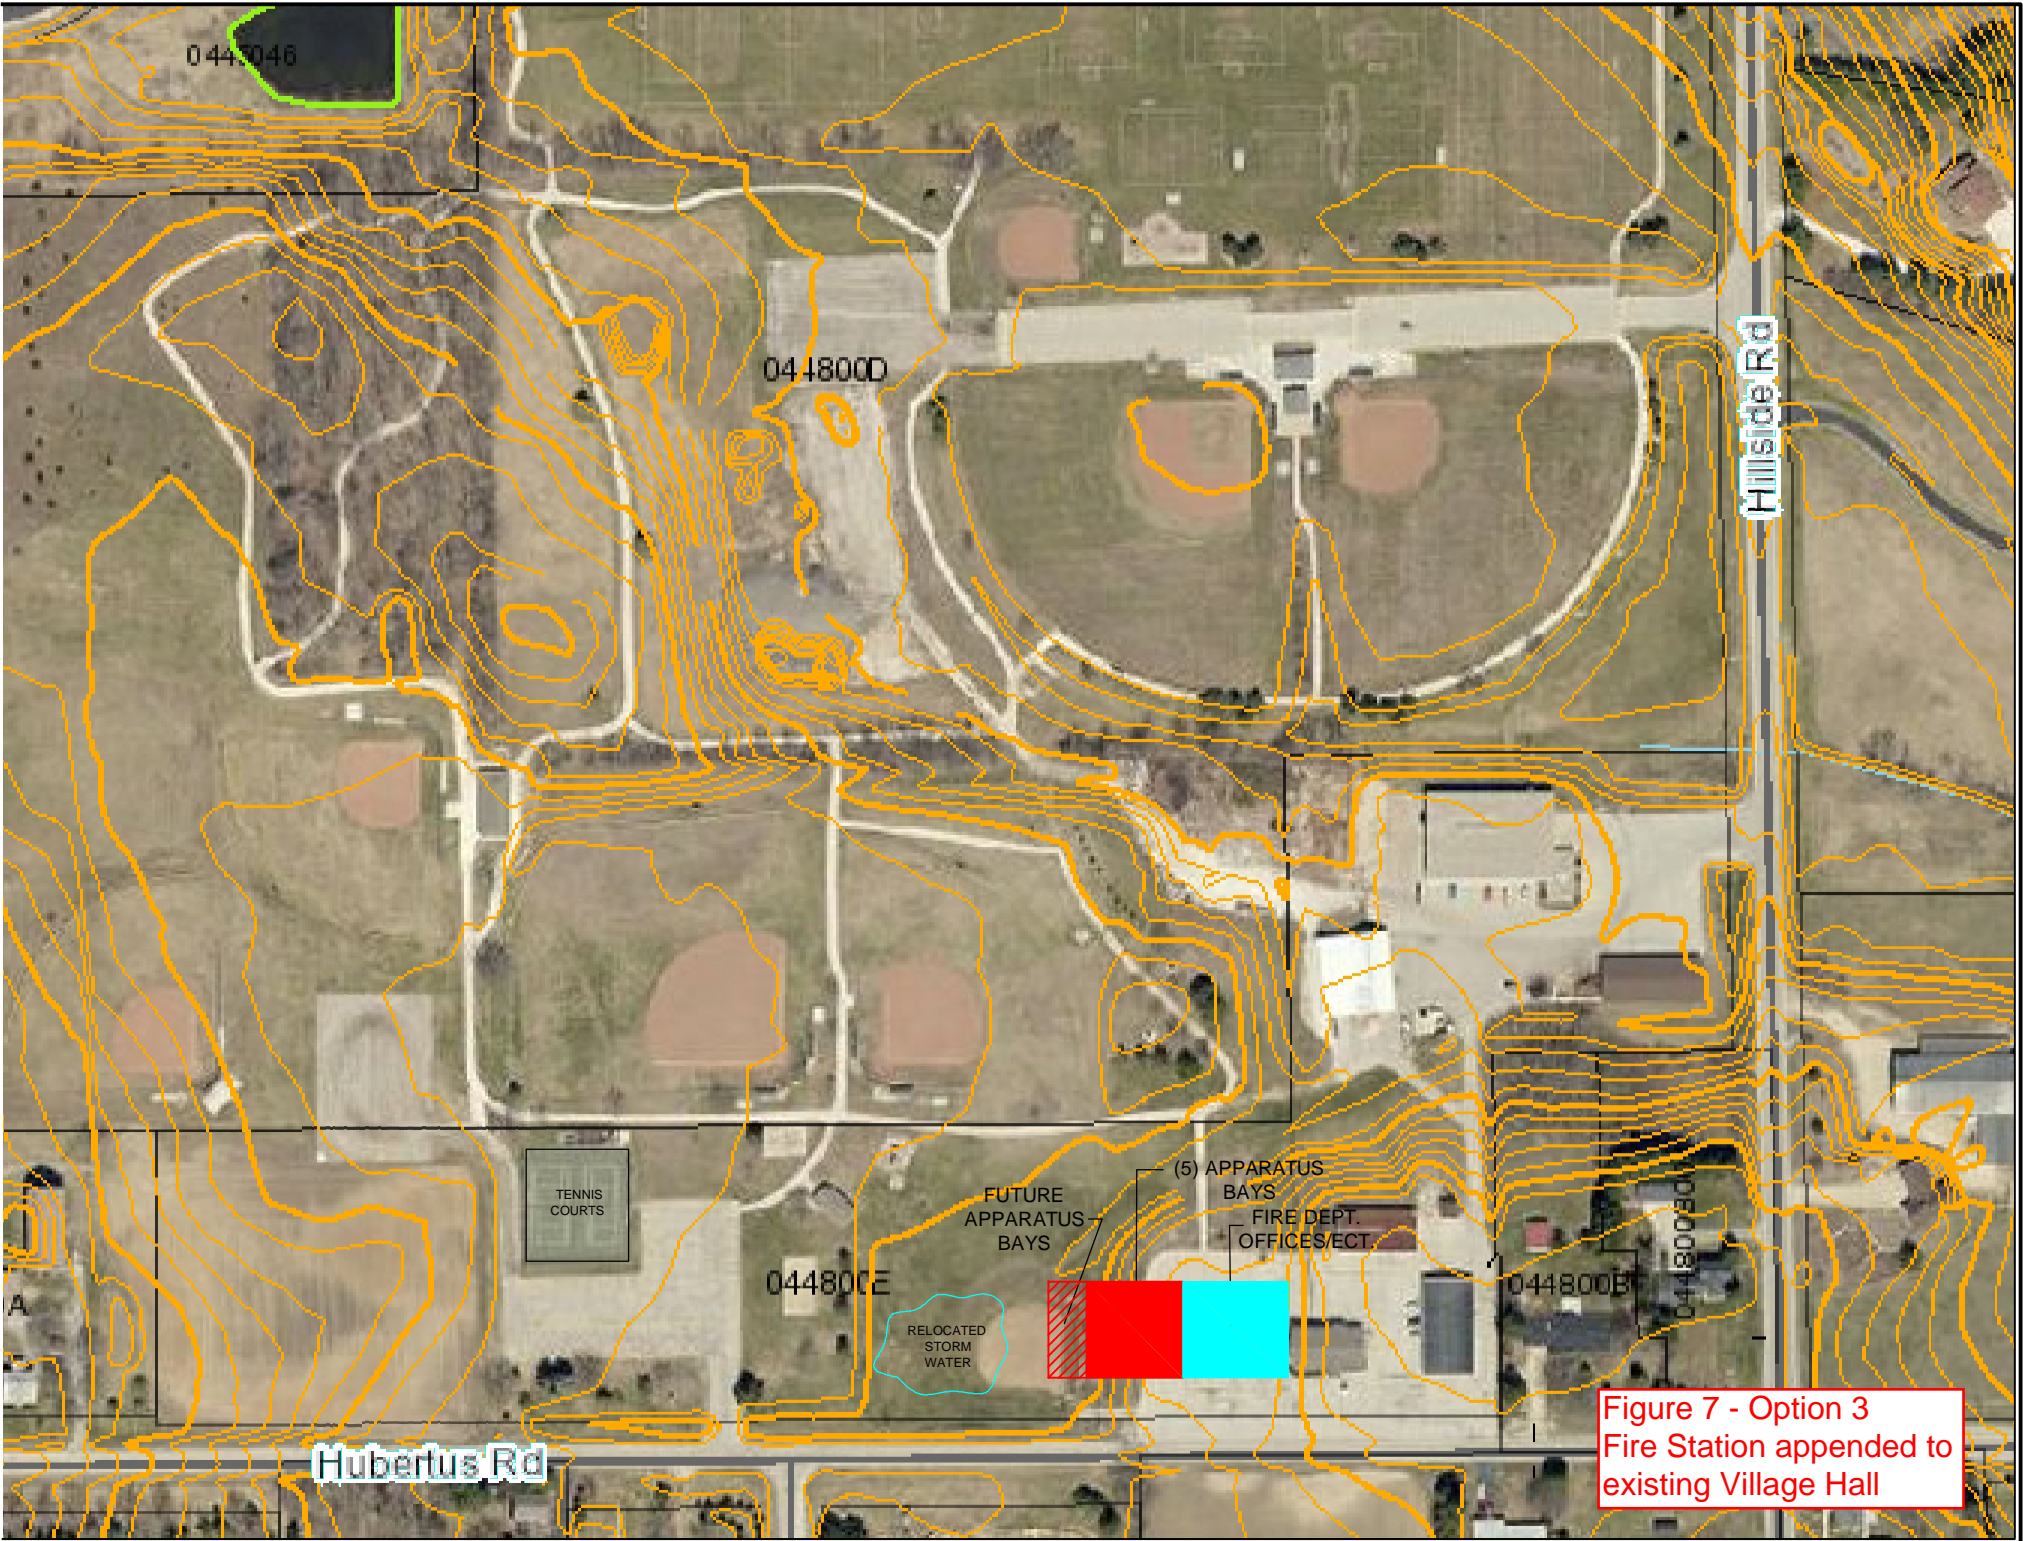 0445046
Hillside Rd
044800D
(5) APPARATUS
BAYS
FUTURE
APPARATUS
BAYS
FIRE DEPT.
OFFICES/ECT.
TENNIS
COURTS
044800E
044800B
A
RELOCATED
STORM
WATER
Figure 7 - Option 3
Fire Station appended to
existing Village Hall
Hubertus Rd